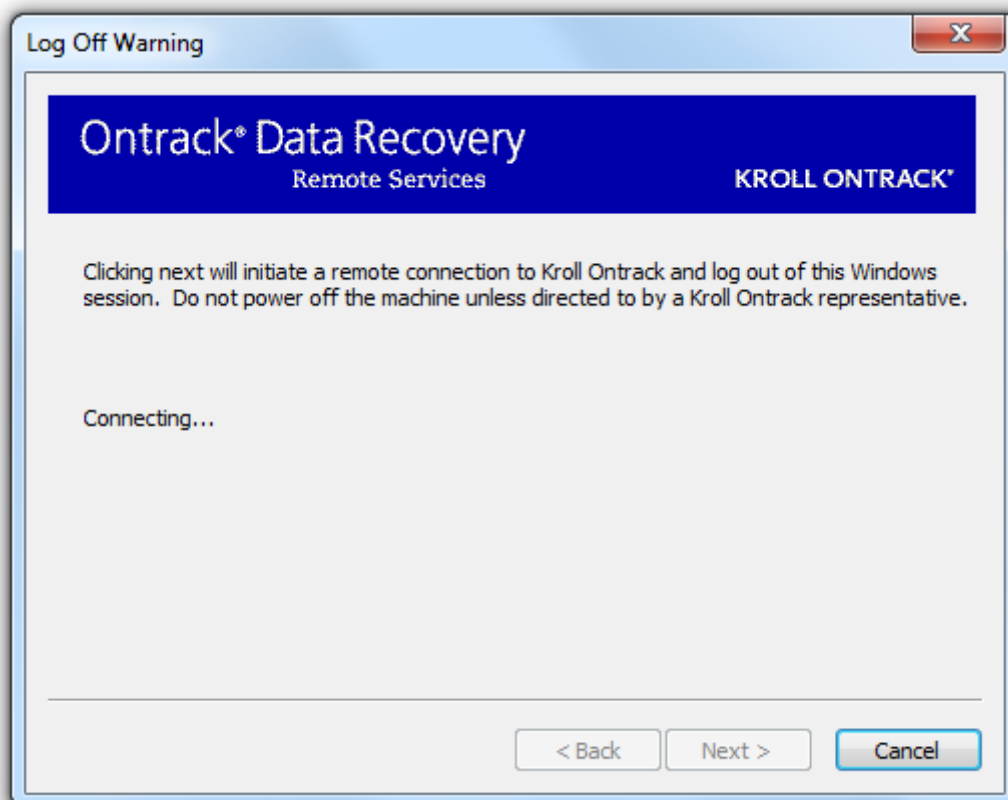 Log Off Warning
Ontrack® Data Recovery
Remote Services
KROLL ONTRACK®
Clicking next will initiate a remote connection to Kroll Ontrack and log out of this Windows
session.  Do not power off the machine unless directed to by a Kroll Ontrack representative.
Connecting...
< Back
Next >
Cancel